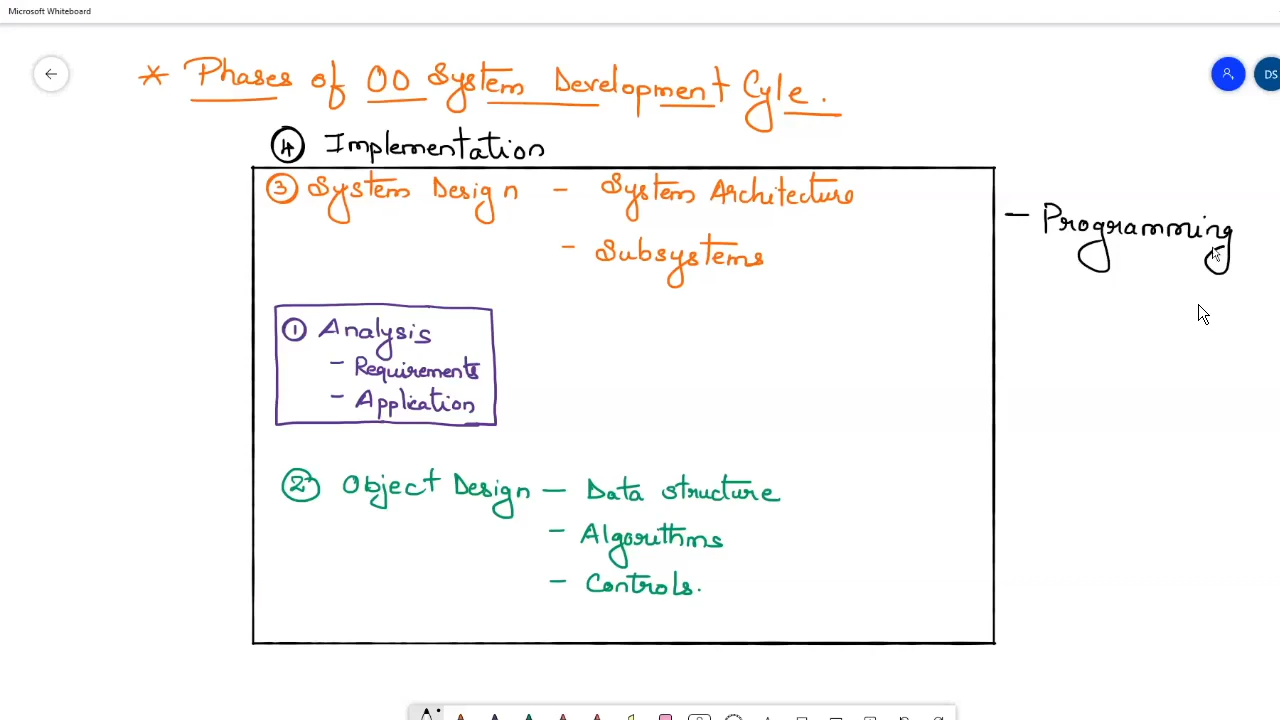 Microsoft Whiteboard
* Phases of OO System Development Cyle.
DS
4 Implementation
3 System Design - System Architecture
- Subsystems
- Programming
1 Analysis
- Requirements
- Application
2 Object Design - Data structure
- Algorithms
- Controls.